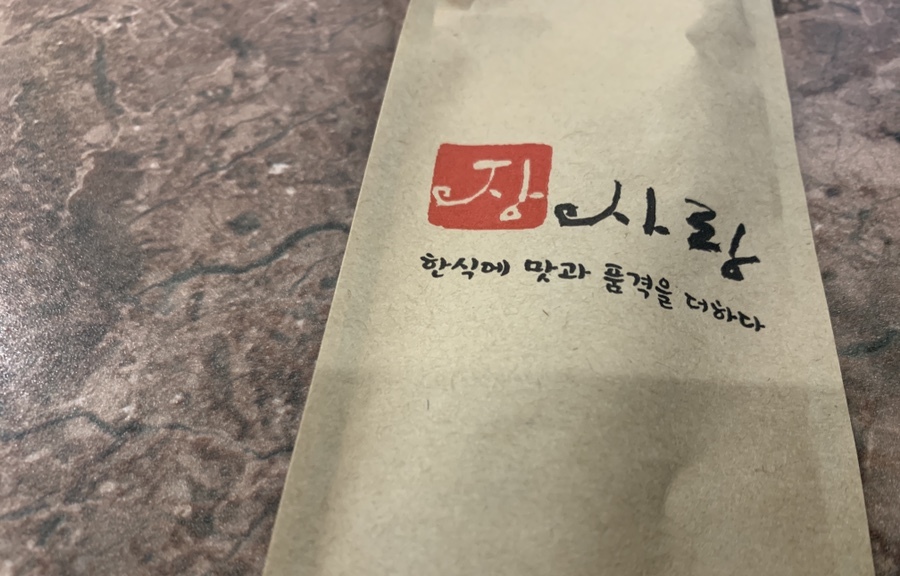 장사랑
한식에 맛과 품격을 더하다